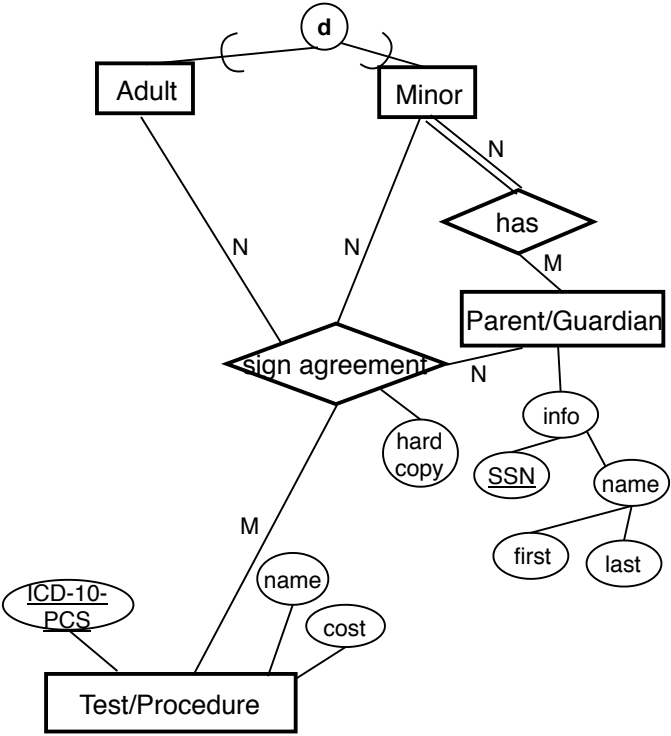 d
Adult
Minor
N
has
N
N
M
Parent/Guardian
sign agreement
N
info
hard
copy
SSN
name
M
first
last
name
ICD-10-
PCS
cost
Test/Procedure